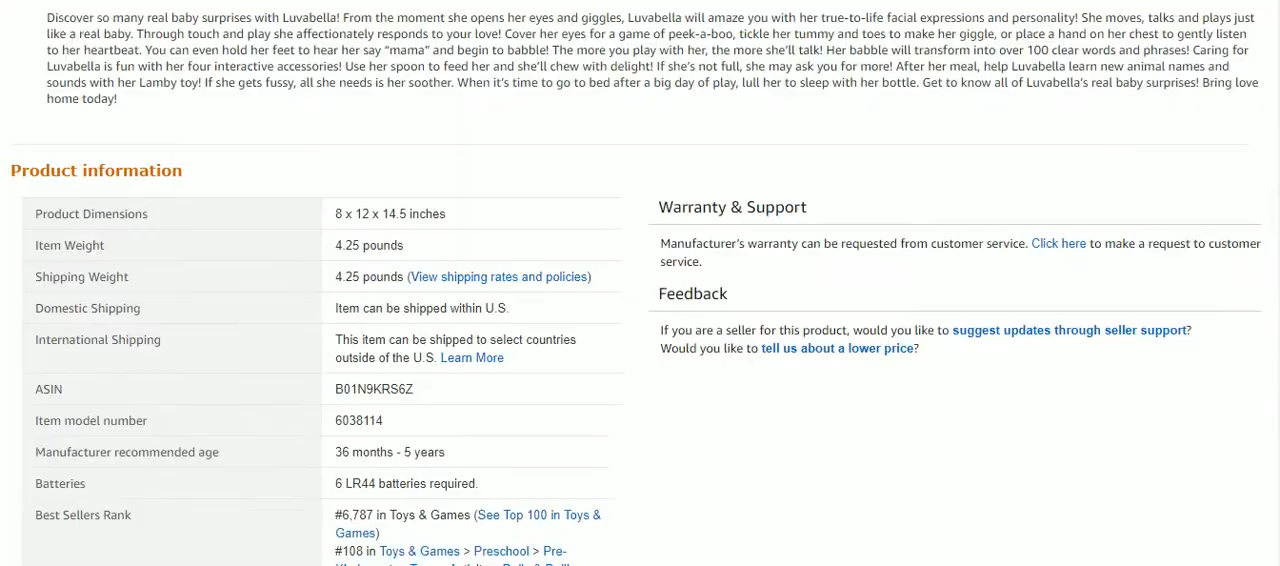 Discover so many real baby surprises with Luvabella! From the moment she opens her eyes and giggles, Luvabella will amaze you with her true-to-life facial expressions and personality! She moves, talks and plays just
like a real baby. Through touch and play she affectionately responds to your love! Cover her eyes for a game of peek-a-boo, tickle her tummy and toes to make her giggle, or place a hand on her chest to gently listen
to her heartbeat. You can even hold her feet to hear her say “mama” and begin to babble! The more you play with her, the more she’ll talk! Her babble will transform into over 100 clear words and phrases! Caring for
Luvabella is fun with her four interactive accessories! Use her spoon to feed her and she’ll chew with delight! If she’s not full, she may ask you for more! After her meal, help Luvabella learn new animal names and
sounds with her Lamby toy! If she gets fussy, all she needs is her soother. When it’s time to go to bed after a big day of play, lull her to sleep with her bottle. Get to know all of Luvabella’s real baby surprises! Bring love
home today!
Product information
Product Dimensions 8 x 12 x 14.5 inches
Item Weight 4.25 pounds
Shipping Weight 4.25 pounds (View shipping rates and policies)
Domestic Shipping Item can be shipped within U.S.
International Shipping This item can be shipped to select countries
outside of the U.S. Learn More
ASIN B01N9KRS6Z
Item model number 6038114
Manufacturer recommended age 36 months - 5 years
Batteries 6 LR44 batteries required.
Best Sellers Rank #6,787 in Toys & Games (See Top 100 in Toys &
Games)
#108 in Toys & Games > Preschool > Pre-
Warranty & Support
Manufacturer’s warranty can be requested from customer service. Click here to make a request to customer
service.
Feedback
If you are a seller for this product, would you like to suggest updates through seller support?
Would you like to tell us about a lower price?